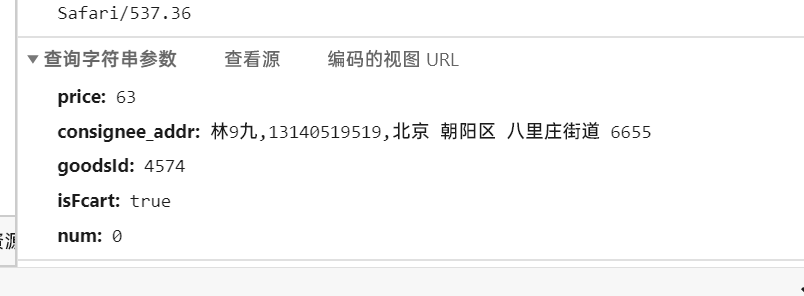 Safari/537.36
查询字符串参数 查看源 编码的视图 URL
price: 63
consignee_addr: 林9九,13140519519,北京 朝阳区 八里庄街道 6655
goodsId: 4574
isFcart: true
num: 0
源